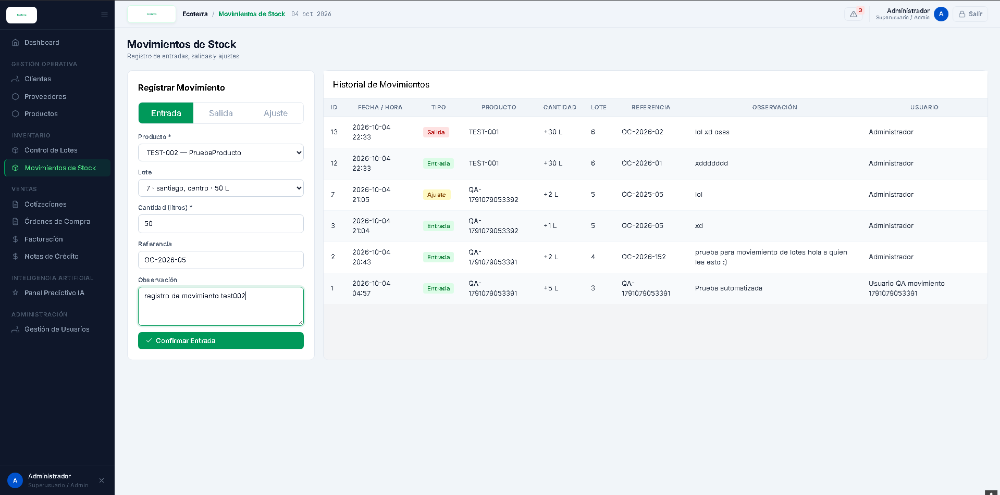 Ecoterra
Dashboard
GESTIÓN OPERATIVA
Clientes
Proveedores
Productos
INVENTARIO
Control de Lotes
Movimientos de Stock
VENTAS
Cotizaciones
Órdenes de Compra
Facturación
Notas de Crédito
INTELIGENCIA ARTIFICIAL
Panel Predictivo IA
ADMINISTRACIÓN
Gestión de Usuarios
A
Administrador
Superusuario / Admin
Ecoterra
Ecoterra / Movimientos de Stock 04 oct 2026
3
Administrador
Superusuario / Admin
A
Salir
Movimientos de Stock
Registro de entradas, salidas y ajustes
Registrar Movimiento
Entrada Salida Ajuste
Producto *
TEST-002 — PruebaProducto
Lote
7 · santiago, centro · 50 L
Cantidad (litros) *
50
Referencia
OC-2026-05
Observación
registro de movimiento test002
Confirmar Entrada
Historial de Movimientos
ID FECHA / HORA TIPO PRODUCTO CANTIDAD LOTE REFERENCIA OBSERVACIÓN USUARIO
13 2026-10-04 22:33 Salida TEST-001 +30 L 6 OC-2026-02 lol xd osas Administrador
12 2026-10-04 22:33 Entrada TEST-001 +30 L 6 OC-2026-01 xddddddd Administrador
7 2026-10-04 21:05 Ajuste QA-1791079053392 +2 L 5 OC-2025-05 lol Administrador
3 2026-10-04 21:04 Entrada QA-1791079053392 +1 L 5 OC-2026-05 xd Administrador
2 2026-10-04 20:43 Entrada QA-1791079053391 +2 L 4 OC-2026-152 prueba para moviemiento de lotes hola a quien lea esto :) Administrador
1 2026-10-04 04:57 Entrada QA-1791079053391 +5 L 3 QA-1791079053391 Prueba automatizada Usuario QA movimiento 1791079053391